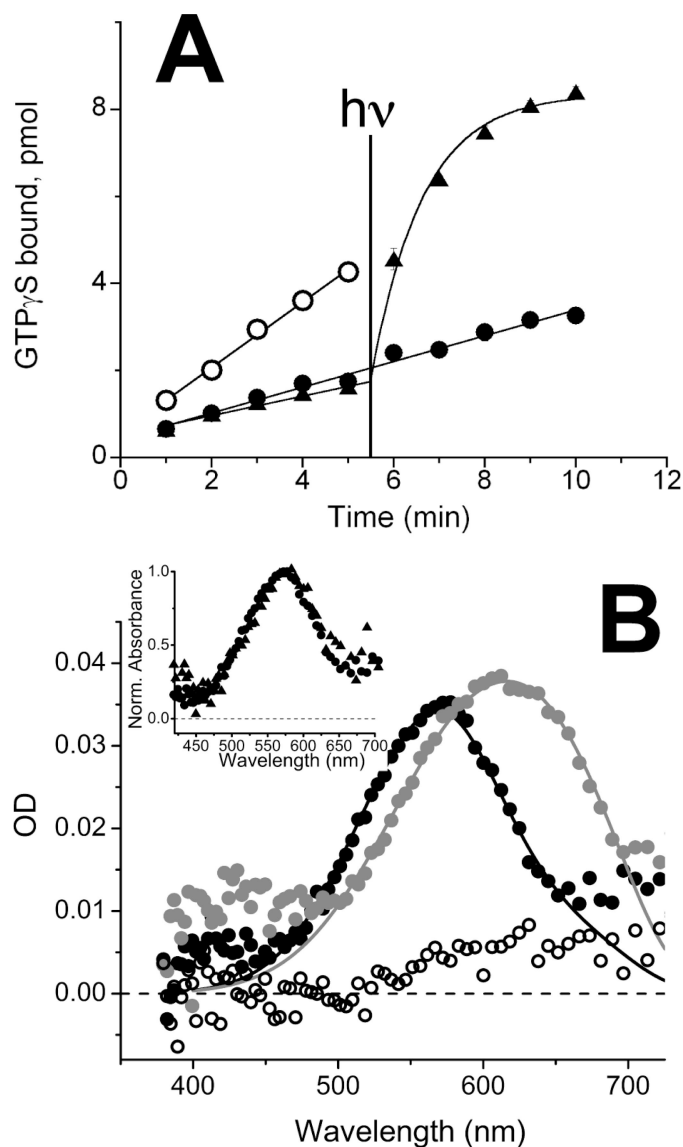 A
hν
GTPγS bound, pmol
8
4
0
0 2 4 6 8 10 12
Time (min)
B
Norm. Absorbance
1.0
0.5
0.0
450 500 550 600 650 700
Wavelength (nm)
OD
0.04
0.03
0.02
0.01
0.00
400 500 600 700
Wavelength (nm)